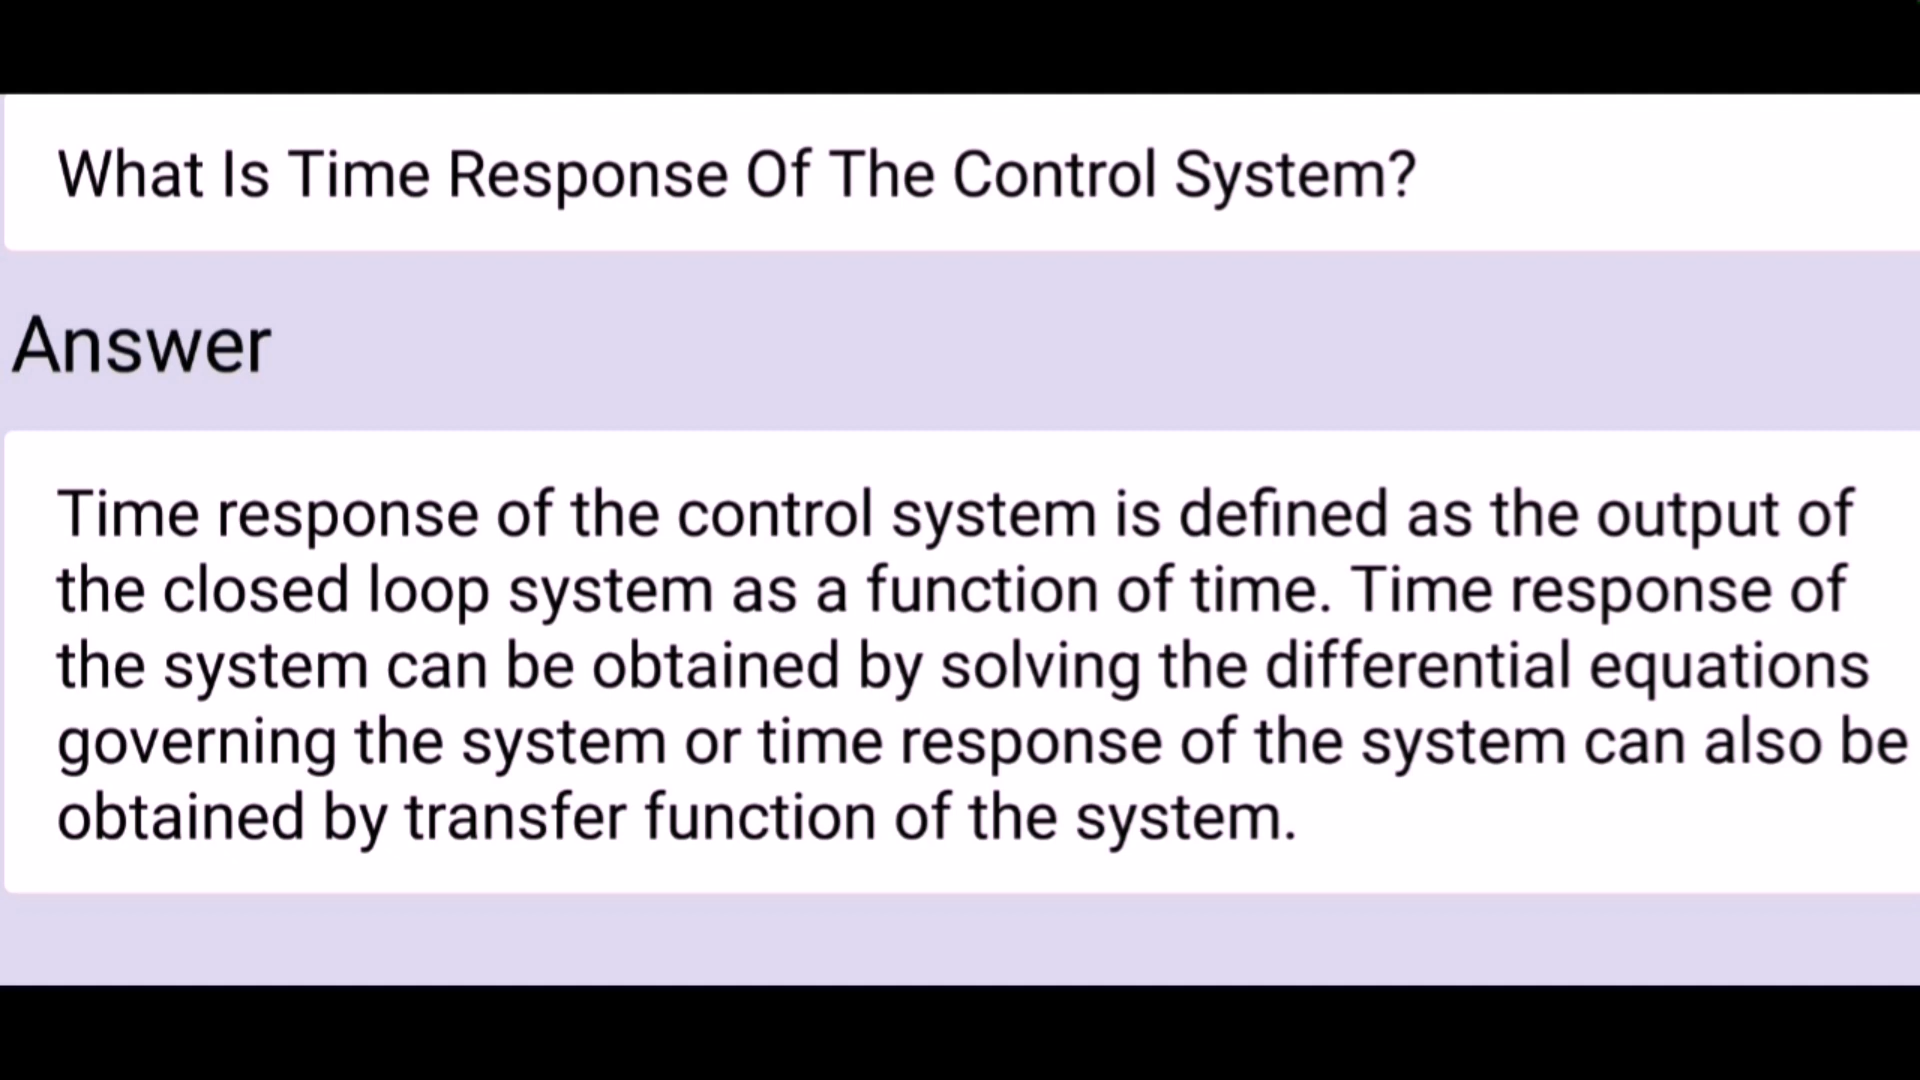 What Is Time Response Of The Control System?
Answer
Time response of the control system is defined as the output of
the closed loop system as a function of time. Time response of
the system can be obtained by solving the differential equations
governing the system or time response of the system can also be
obtained by transfer function of the system.